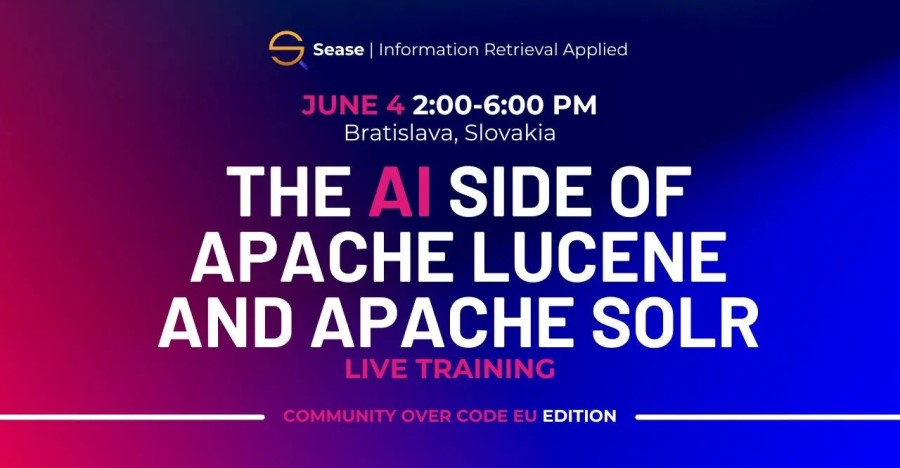 Sease | Information Retrieval Applied
JUNE 4 2:00-6:00 PM
Bratislava, Slovakia
THE AI SIDE OF
APACHE LUCENE
AND APACHE SOLR
LIVE TRAINING
COMMUNITY OVER CODE EU EDITION